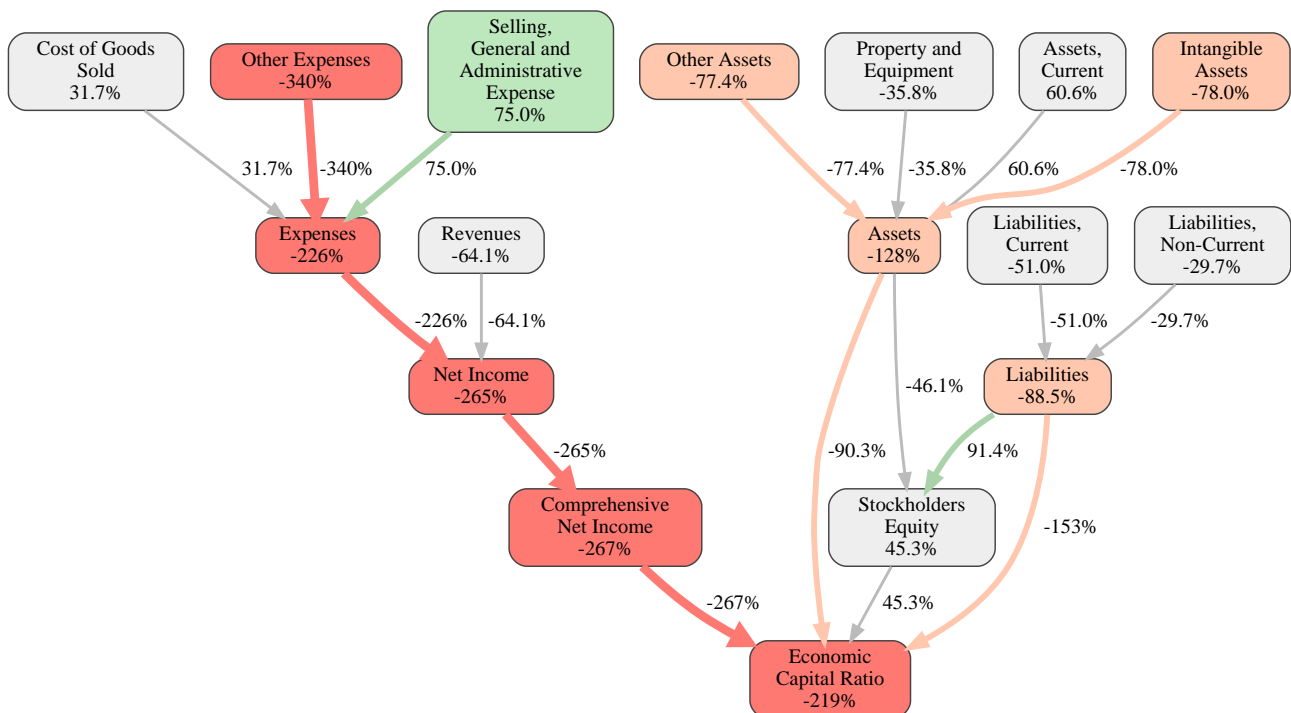 Cost of Goods
Sold
31.7%
Other Expenses
-340%
Selling,
General and
Administrative
Expense
75.0%
Other Assets
-77.4%
Property and
Equipment
-35.8%
Assets,
Current
60.6%
Intangible
Assets
-78.0%
31.7%
-340%
75.0%
-77.4%
-35.8%
60.6%
-78.0%
Expenses
-226%
Revenues
-64.1%
Assets
-128%
Liabilities,
Current
-51.0%
Liabilities,
Non-Current
-29.7%
-226%
-64.1%
-51.0%
-29.7%
Net Income
-265%
-46.1%
Liabilities
-88.5%
-265%
-90.3%
91.4%
Comprehensive
Net Income
-267%
Stockholders
Equity
45.3%
-153%
-267%
45.3%
Economic
Capital Ratio
-219%